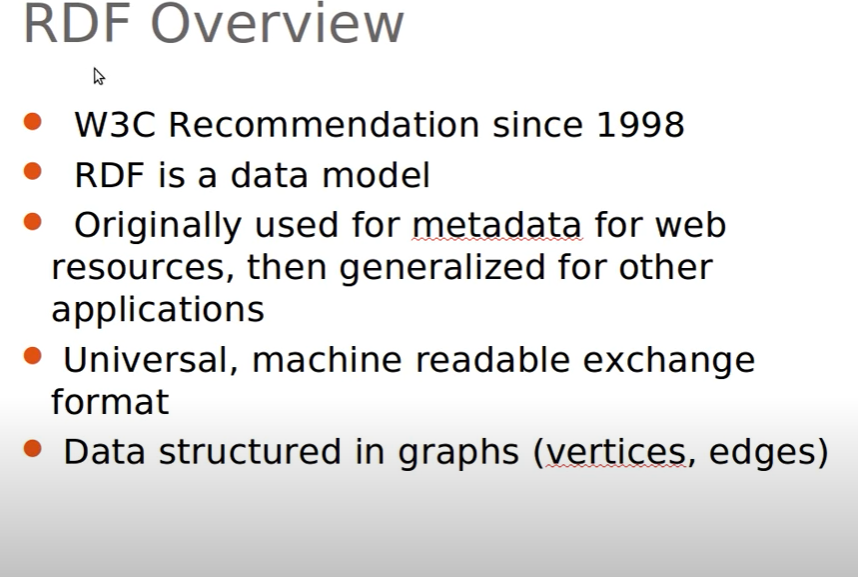 RDF Overview
W3C Recommendation since 1998
RDF is a data model
Originally used for metadata for web
resources, then generalized for other
applications
Universal, machine readable exchange
format
Data structured in graphs (vertices, edges)